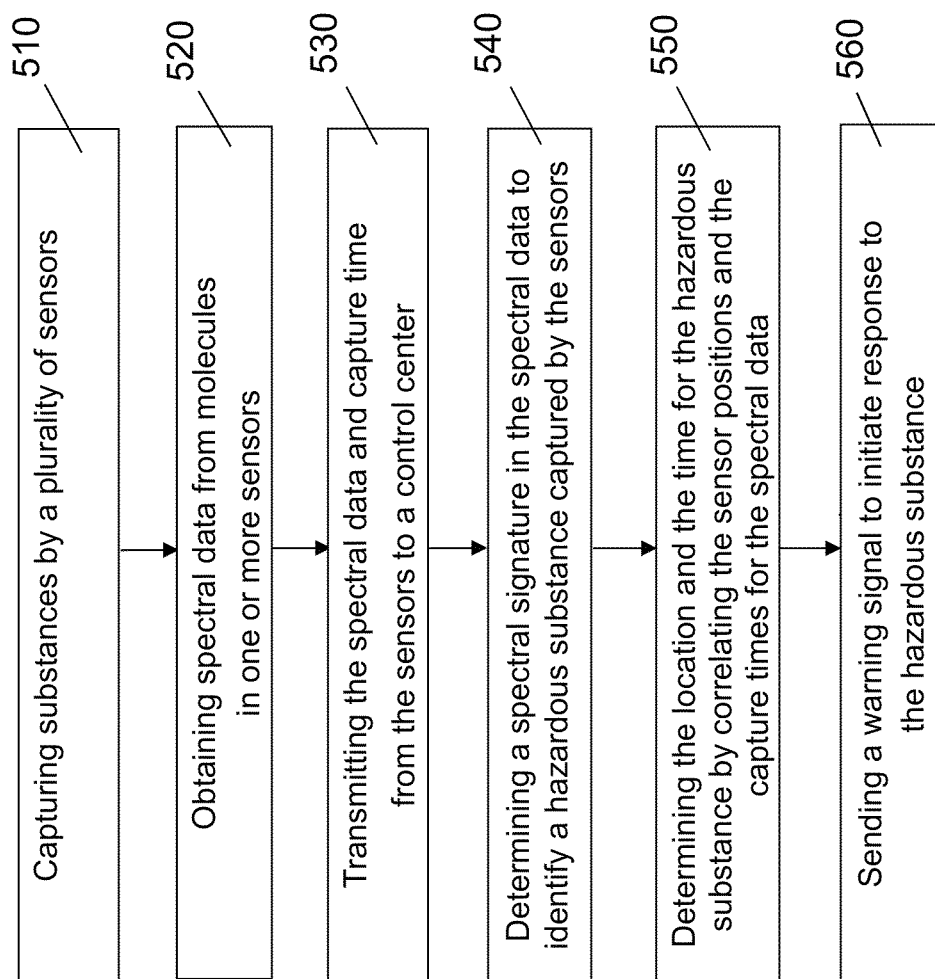 510
Capturing substances by a plurality of sensors
520
Obtaining spectral data from molecules
in one or more sensors
530
Transmitting the spectral data and capture time
from the sensors to a control center
540
Determining a spectral signature in the spectral data to
identify a hazardous substance captured by the sensors
550
Determining the location and the time for the hazardous
substance by correlating the sensor positions and the
capture times for the spectral data
560
Sending a warning signal to initiate response to
the hazardous substance